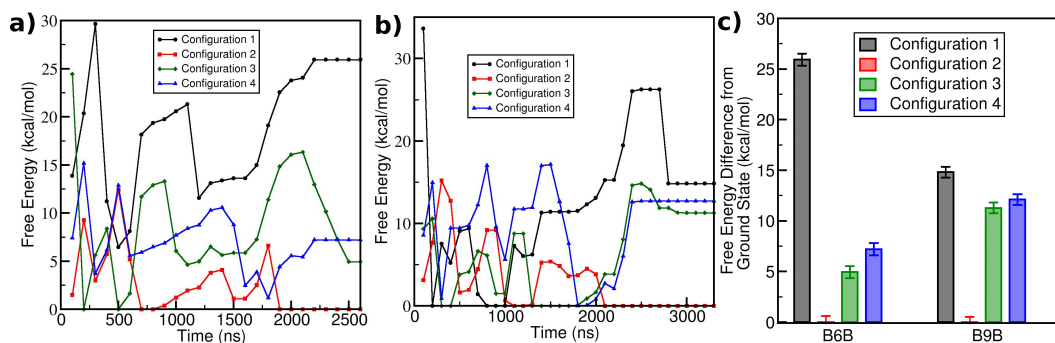 a)
Free Energy (kcal/mol)
30
25
20
15
10
5
0
Configuration 1
Configuration 2
Configuration 3
Configuration 4
0
500
1000
1500
2000
2500
Time (ns)
b)
Free Energy (kcal/mol)
30
20
10
0
Configuration 1
Configuration 2
Configuration 3
Configuration 4
0
1000
2000
3000
Time (ns)
c)
Free Energy Difference from
Ground State (kcal/mol)
30
25
20
15
10
5
0
Configuration 1
Configuration 2
Configuration 3
Configuration 4
B6B
B9B